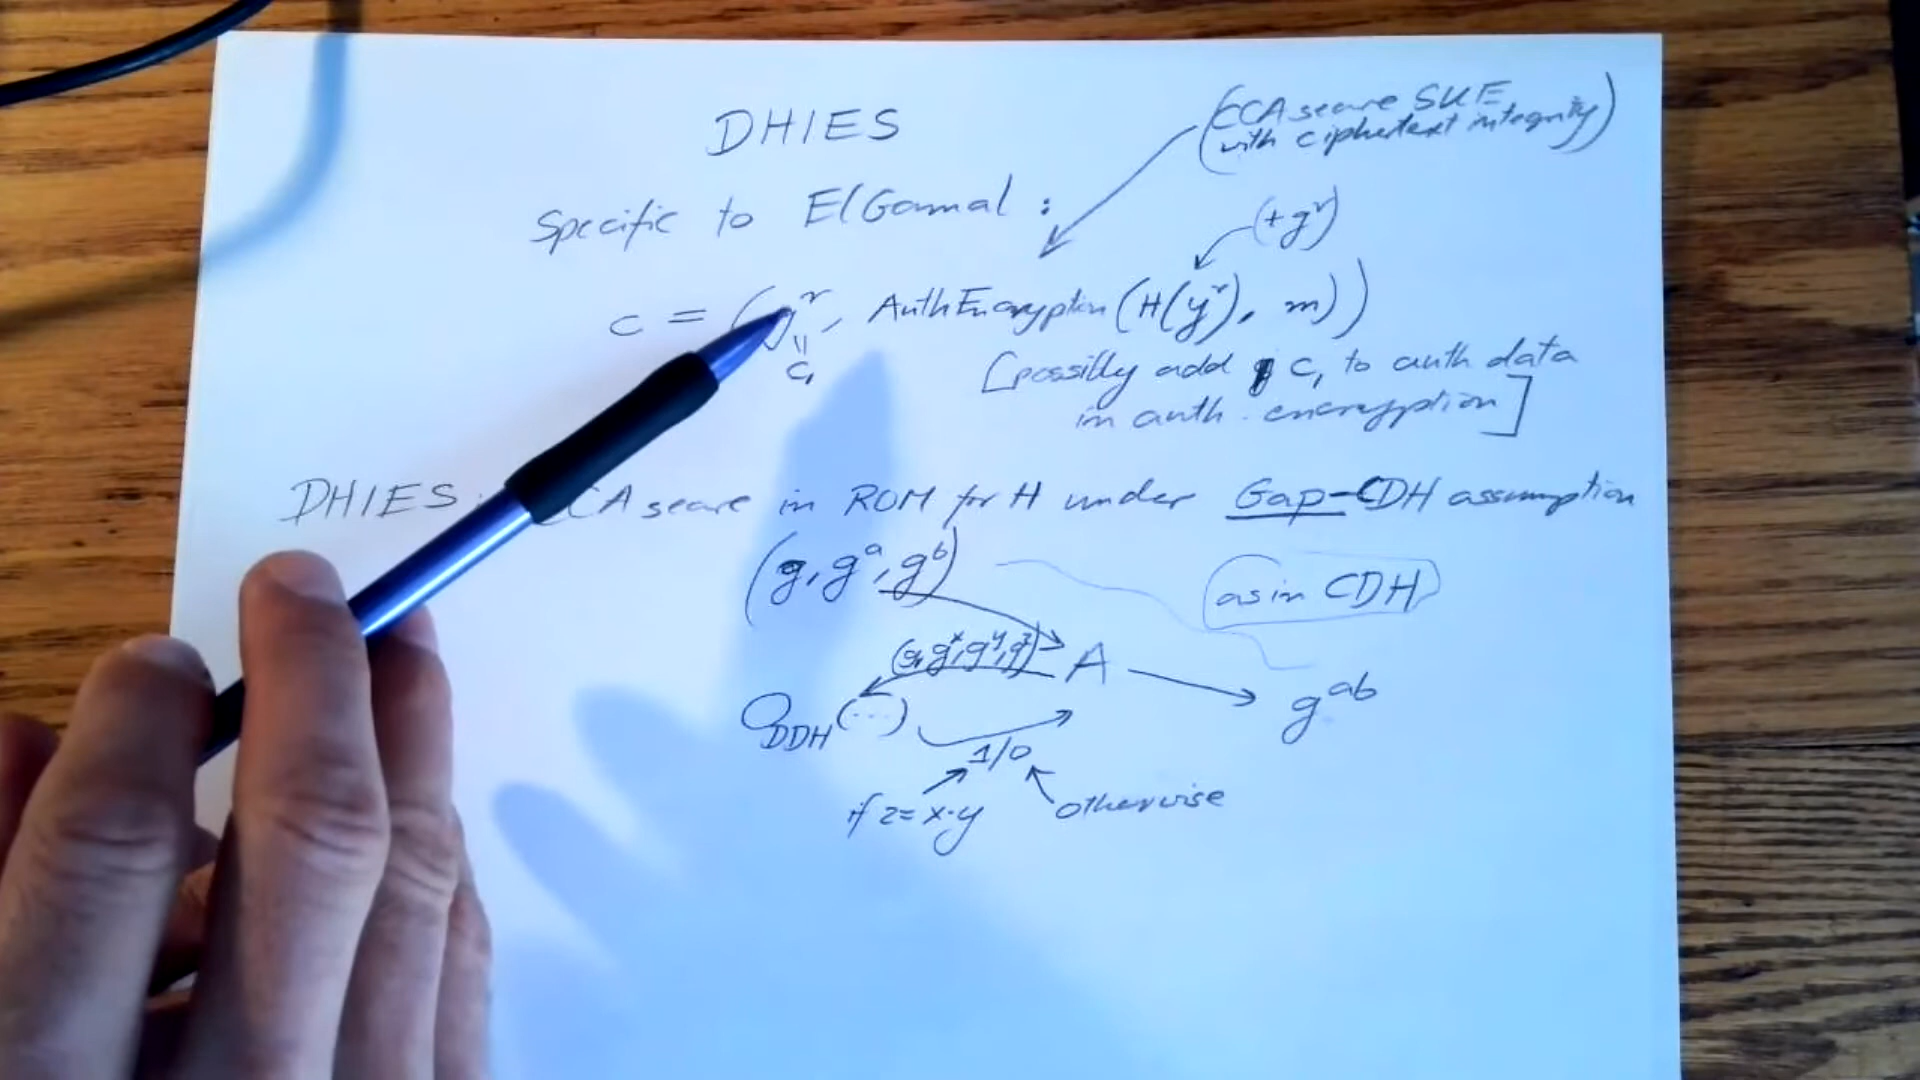 DHIES
(CCA secure SKE
with ciphertext integrity)
Specific to ElGamal :
(+ g^r)
c = (g^r, AuthEncryption(H(y^r), m))
= c₁
[possibly add c₁ to auth data
in auth. encryption]
DHIES: CCA secure in ROM for H under Gap-CDH assumption
(g, g^a, g^b)
as in CDH
(g, g^x, g^y, g^z)
A
g^ab
O_DDH(...)
1/0
if z = x·y
otherwise